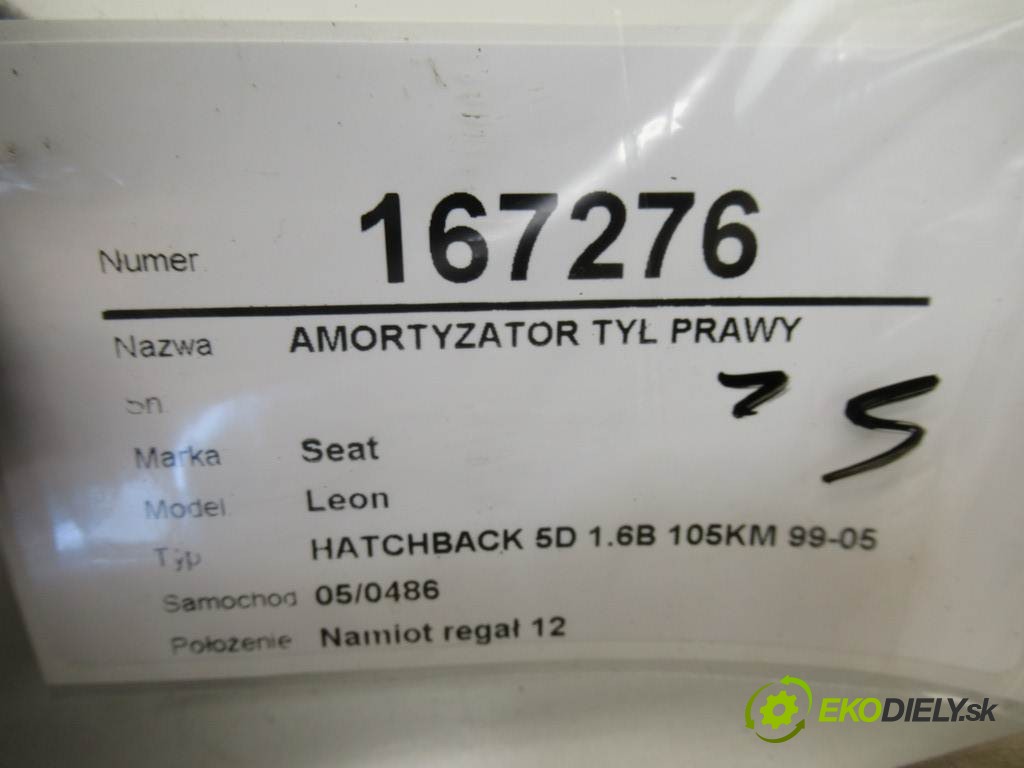 Numer 167276
Nazwa AMORTYZATOR TYŁ PRAWY
Sn
Marka Seat
Model Leon
Typ HATCHBACK 5D 1.6B 105KM 99-05
Samochod 05/0486
Położenie Namiot regał 12
EKODIELY.sk